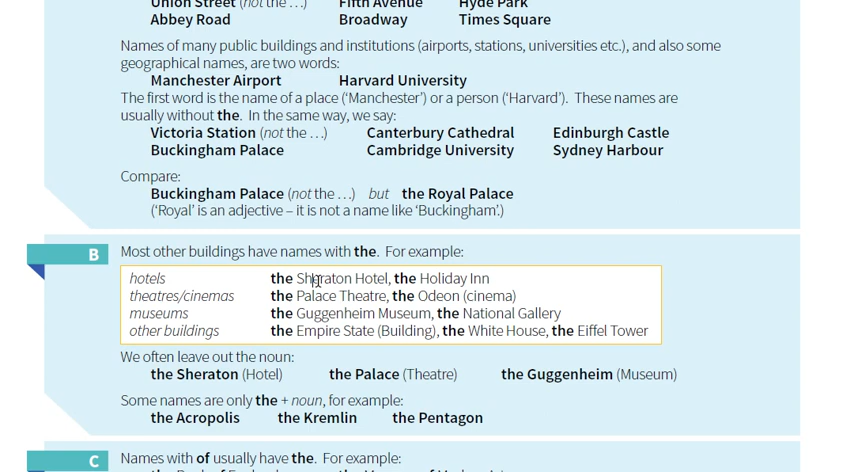 Union Street (not the …) Fifth Avenue Hyde Park
Abbey Road Broadway Times Square
Names of many public buildings and institutions (airports, stations, universities etc.), and also some
geographical names, are two words:
Manchester Airport Harvard University
The first word is the name of a place (‘Manchester’) or a person (‘Harvard’). These names are
usually without the. In the same way, we say:
Victoria Station (not the …) Canterbury Cathedral Edinburgh Castle
Buckingham Palace Cambridge University Sydney Harbour
Compare:
Buckingham Palace (not the …) but the Royal Palace
(‘Royal’ is an adjective – it is not a name like ‘Buckingham’.)
B Most other buildings have names with the. For example:
hotels the Sheraton Hotel, the Holiday Inn
theatres/cinemas the Palace Theatre, the Odeon (cinema)
museums the Guggenheim Museum, the National Gallery
other buildings the Empire State (Building), the White House, the Eiffel Tower
We often leave out the noun:
the Sheraton (Hotel) the Palace (Theatre) the Guggenheim (Museum)
Some names are only the + noun, for example:
the Acropolis the Kremlin the Pentagon
C Names with of usually have the. For example: